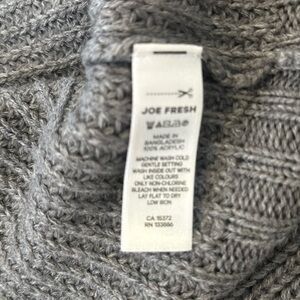 JOE FRESH
MADE IN
BANGLADESH
100% ACRYLIC
MACHINE WASH COLD
GENTLE SETTING
WASH INSIDE OUT WITH
LIKE COLOURS
ONLY NON-CHLORINE
BLEACH WHEN NEEDED
LAY FLAT TO DRY
LOW IRON
CA 15372
RN 133886